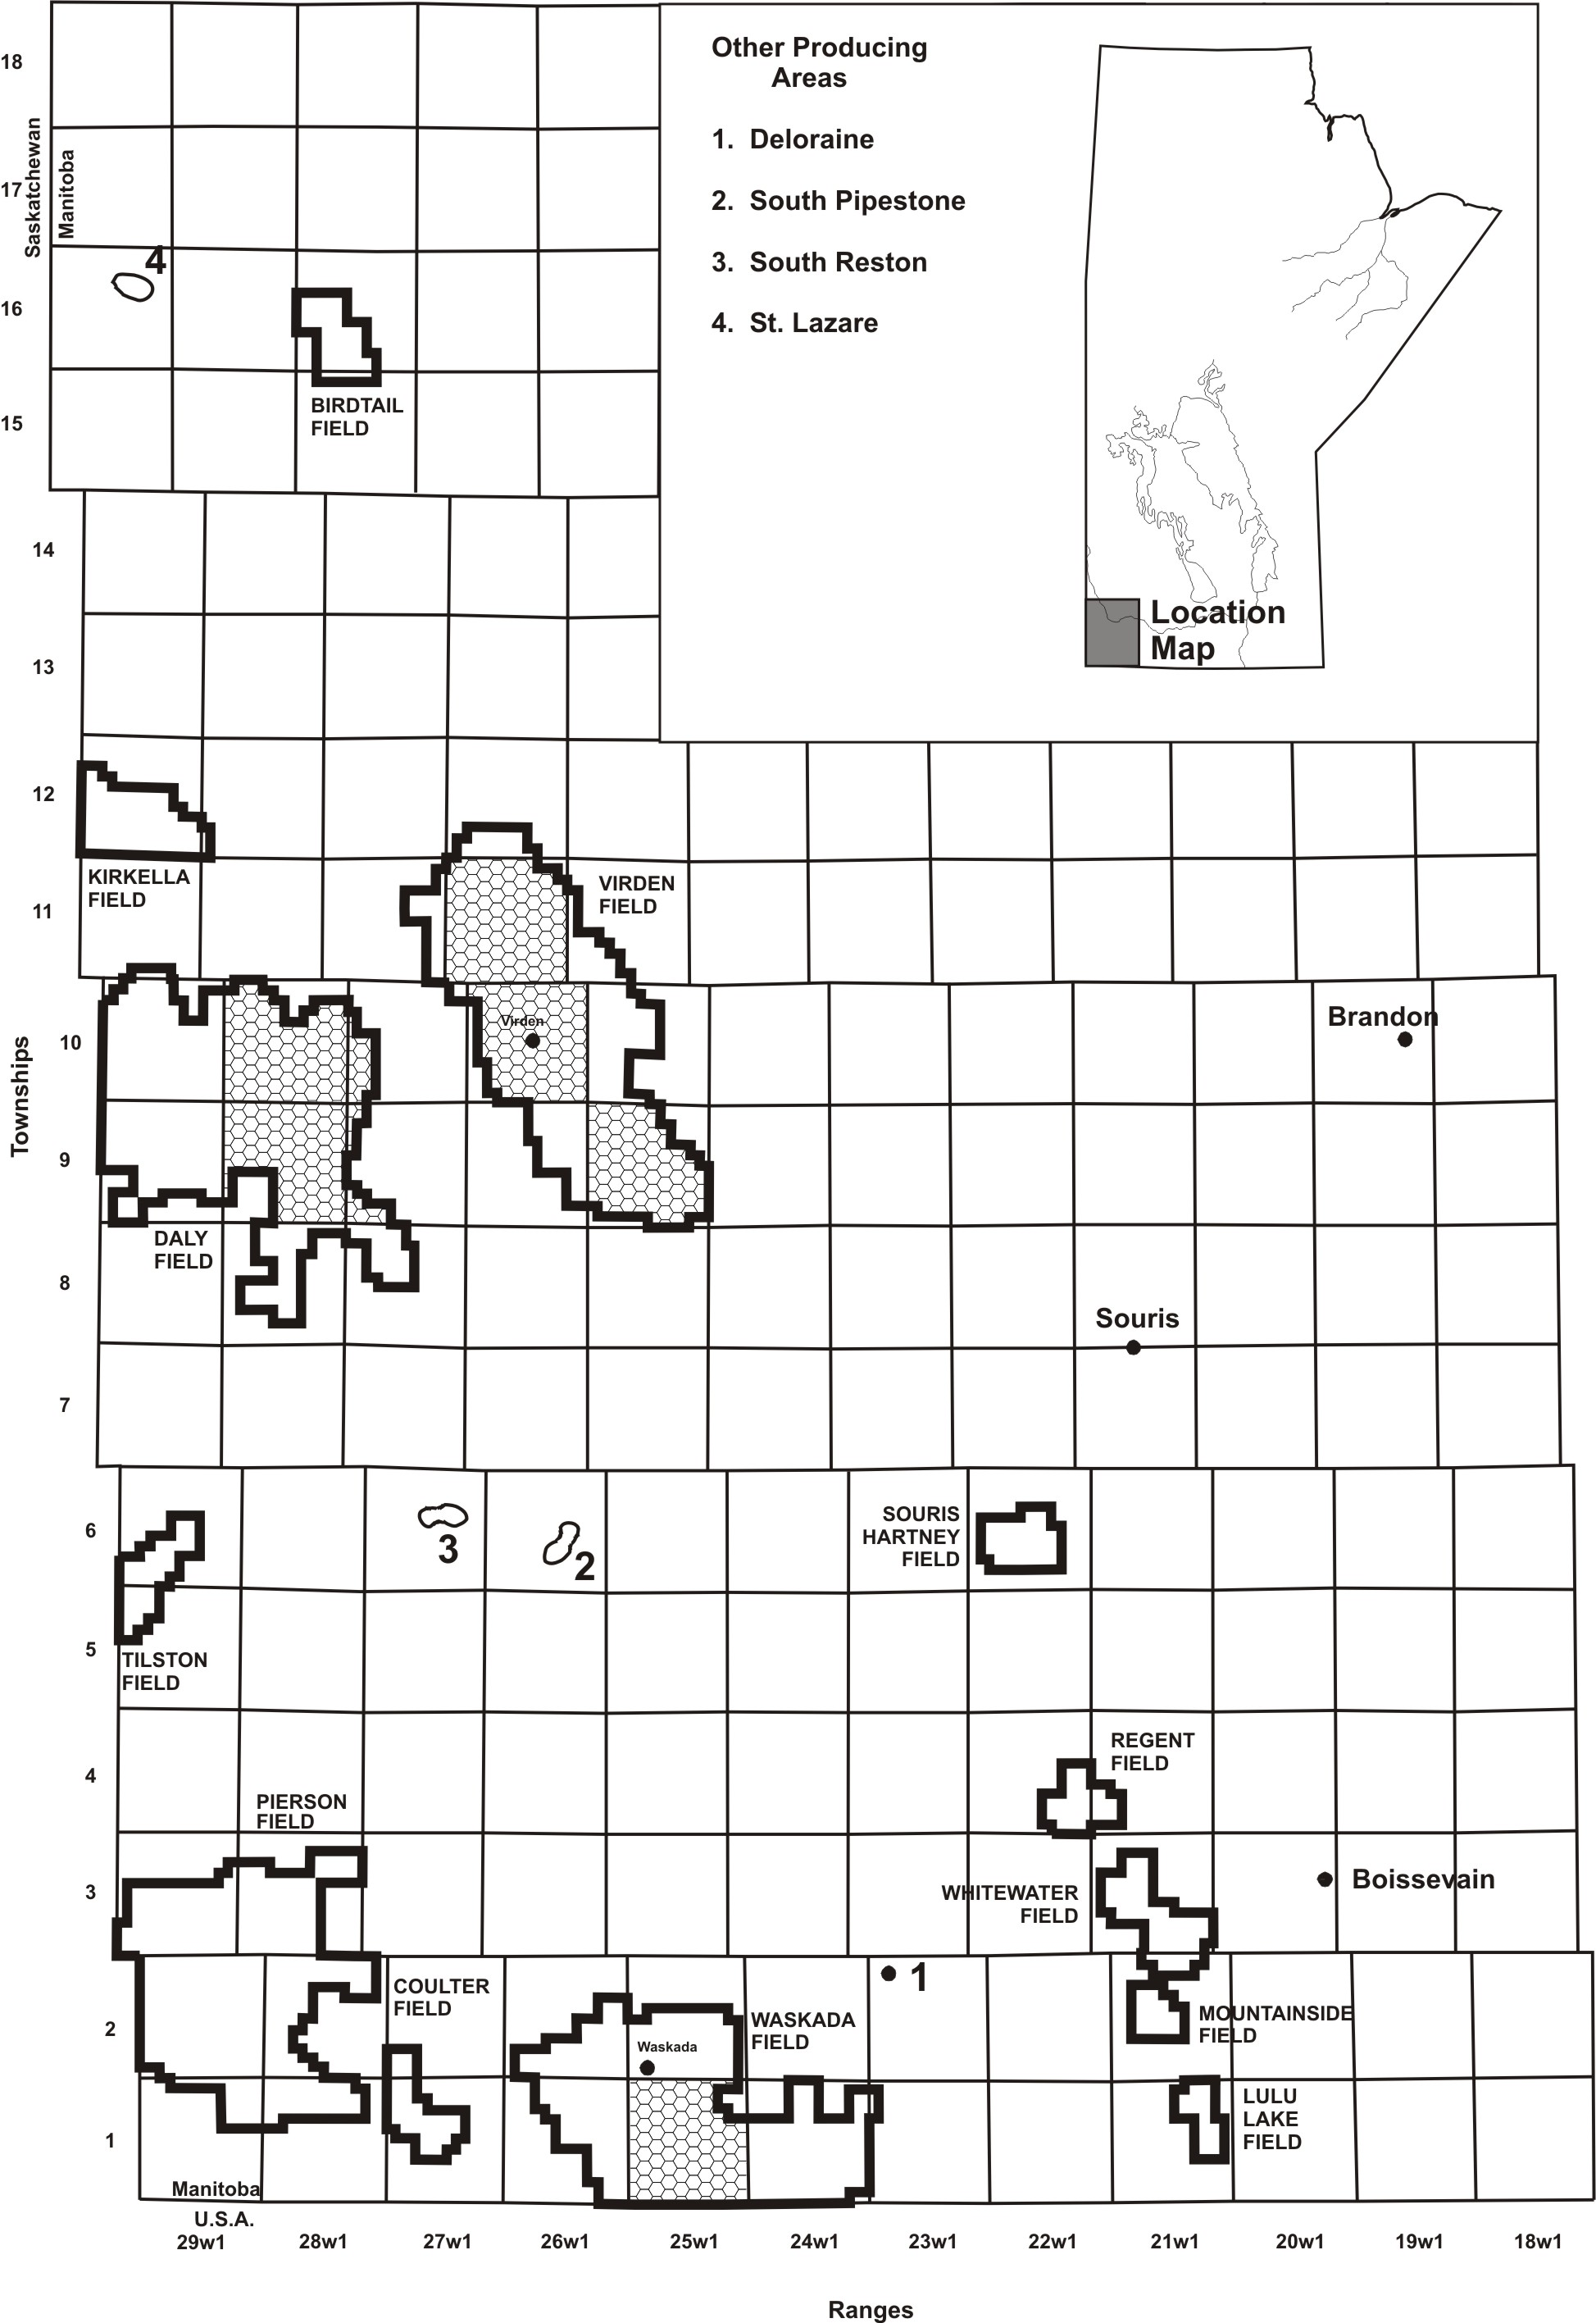 Other Producing
Areas
1. Deloraine
2. South Pipestone
3. South Reston
4. St. Lazare
Location
Map
18
17
16
15
14
13
12
11
10
9
8
7
6
5
4
3
2
1
Townships
Saskatchewan
Manitoba
4
BIRDTAIL
FIELD
KIRKELLA
FIELD
VIRDEN
FIELD
Virden
Brandon
DALY
FIELD
Souris
3
2
SOURIS
HARTNEY
FIELD
TILSTON
FIELD
REGENT
FIELD
PIERSON
FIELD
WHITEWATER
FIELD
Boissevain
COULTER
FIELD
1
WASKADA
FIELD
Waskada
MOUNTAINSIDE
FIELD
LULU
LAKE
FIELD
Manitoba
U.S.A.
29w1 28w1 27w1 26w1 25w1 24w1 23w1 22w1 21w1 20w1 19w1 18w1
Ranges